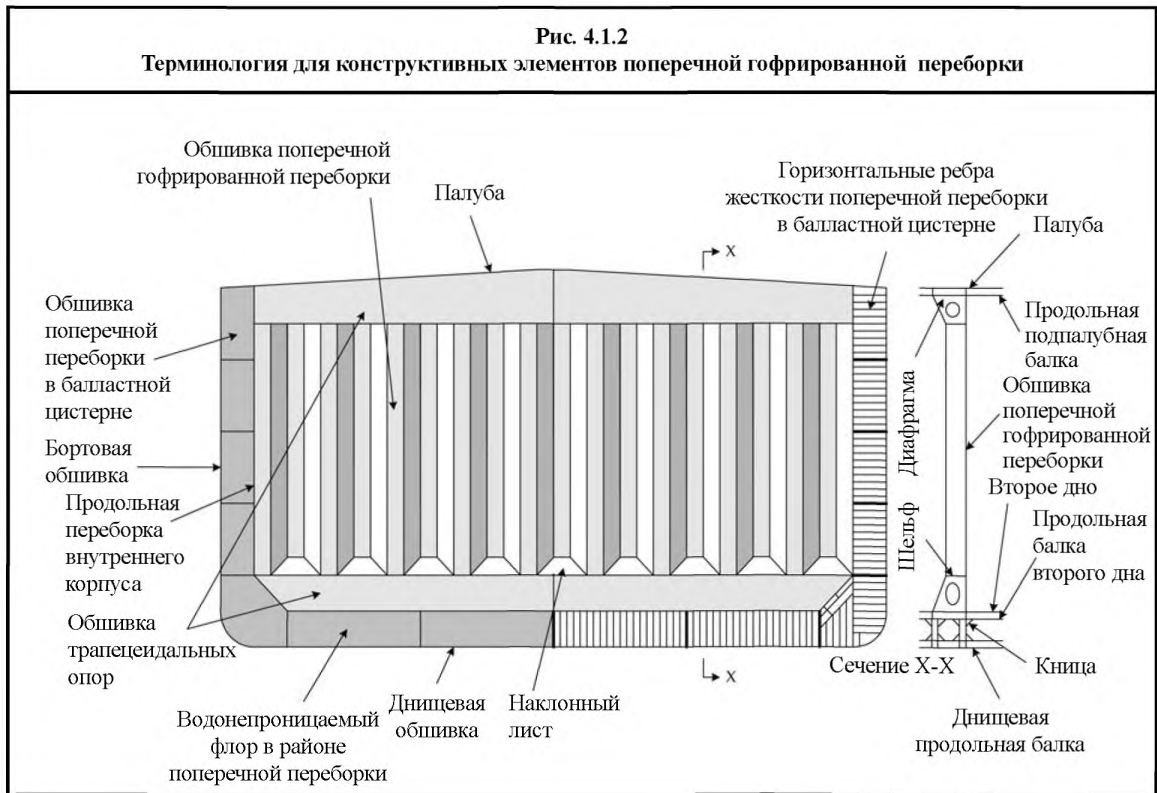 Рис. 4.1.2
Терминология для конструктивных элементов поперечной гофрированной переборки
Обшивка поперечной
гофрированной переборки
Палуба
Горизонтальные ребра
жесткости поперечной переборки
в балластной цистерне
Палуба
x
Обшивка
поперечной
переборки
в балластной
цистерне
Бортовая
обшивка
Продольная
переборка
внутреннего
корпуса
Обшивка
трапецеидальных
опор
Водонепроницаемый
флор в районе
поперечной переборки
Днищевая
обшивка
Наклонный
лист
x
Диафрагма
Шельф
Продольная
подпалубная
балка
Обшивка
поперечной
гофрированной
переборки
Второе дно
Продольная
балка
второго дна
Сечение X-X
Кница
Днищевая
продольная балка